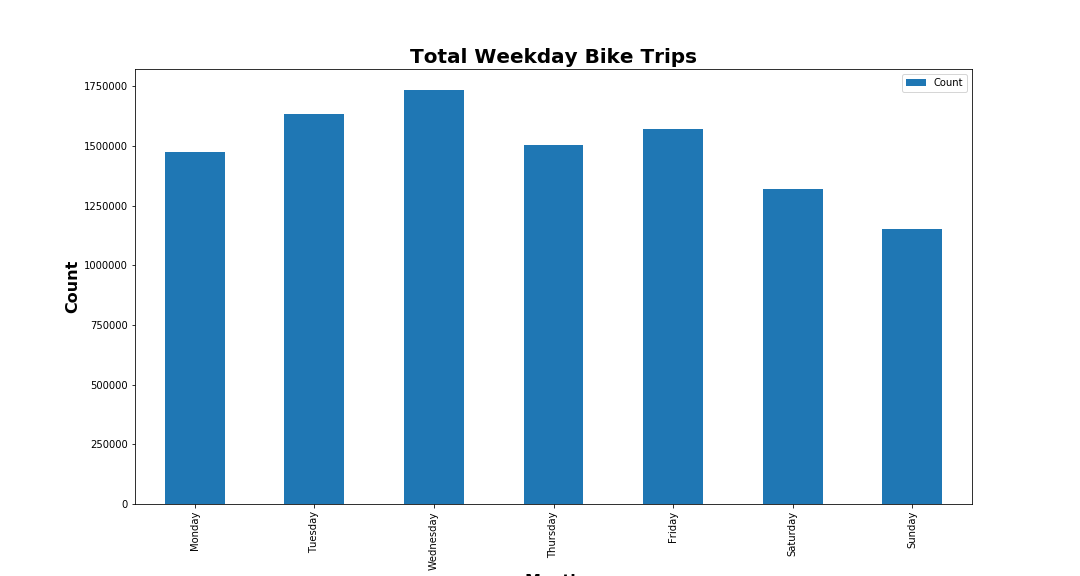 Total Weekday Bike Trips
Count
1750000
1500000
1250000
1000000
750000
500000
250000
0
Count
Monday
Tuesday
Wednesday
Thursday
Friday
Saturday
Sunday